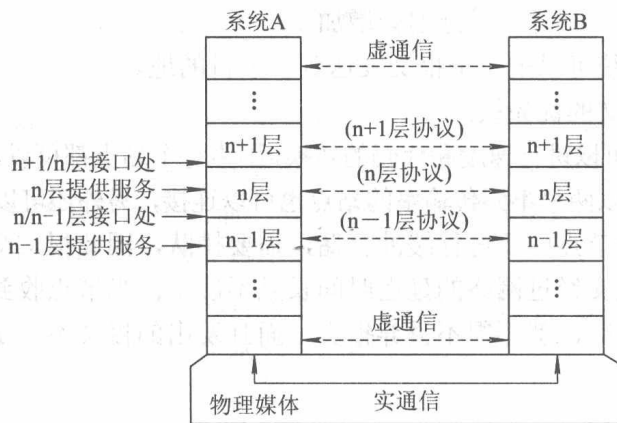 系统A
系统B
虚通信
⋮
⋮
n+1层
(n+1层协议)
n+1层
n+1/n层接口处
n层提供服务
n层
(n层协议)
n层
n/n-1层接口处
n-1层提供服务
n-1层
(n-1层协议)
n-1层
⋮
⋮
虚通信
物理媒体
实通信